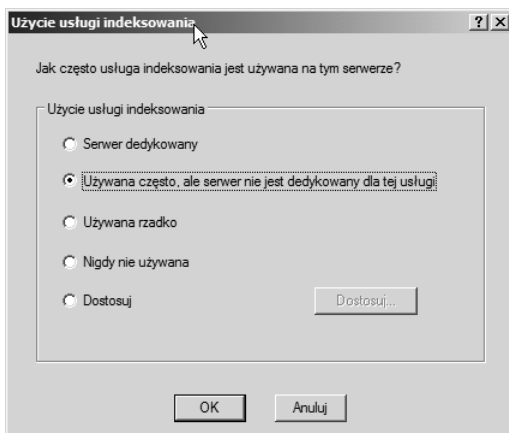 Użycie usługi indeksowania
Jak często usługa indeksowania jest używana na tym serwerze?
Użycie usługi indeksowania
Serwer dedykowany
Używana często, ale serwer nie jest dedykowany dla tej usługi
Używana rzadko
Nigdy nie używana
Dostosuj
Dostosuj...
OK
Anuluj